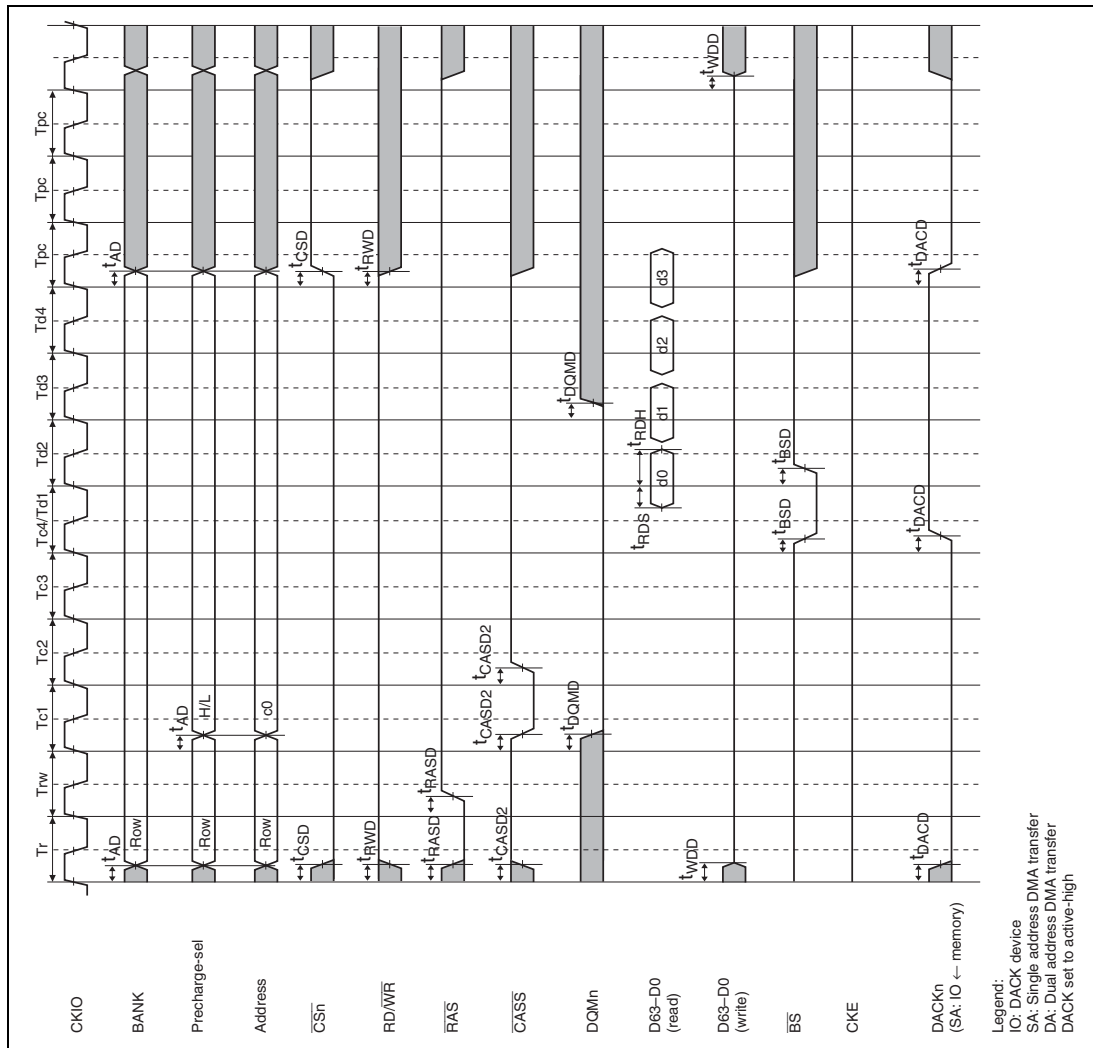 Tr
Trw
Tc1
Tc2
Tc3
Tc4/Td1
Td2
Td3
Td4
Tpc
Tpc
Tpc
CKIO
BANK
tAD
Row
tAD
Precharge-sel
Row
tAD
H/L
Address
Row
c0
CSn
tCSD
tCSD
RD/WR
tRWD
tRWD
RAS
tRASD
tRASD
CASS
tCASD2
tCASD2
tCASD2
DQMn
tDQMD
tDQMD
D63–D0
(read)
tRDS
d0
tRDH
d1
d2
d3
D63–D0
(write)
tWDD
tWDD
BS
tBSD
tBSD
CKE
DACKn
(SA: IO ← memory)
tDACD
tDACD
tDACD
Legend:
IO: DACK device
SA: Single address DMA transfer
DA: Dual address DMA transfer
DACK set to active-high